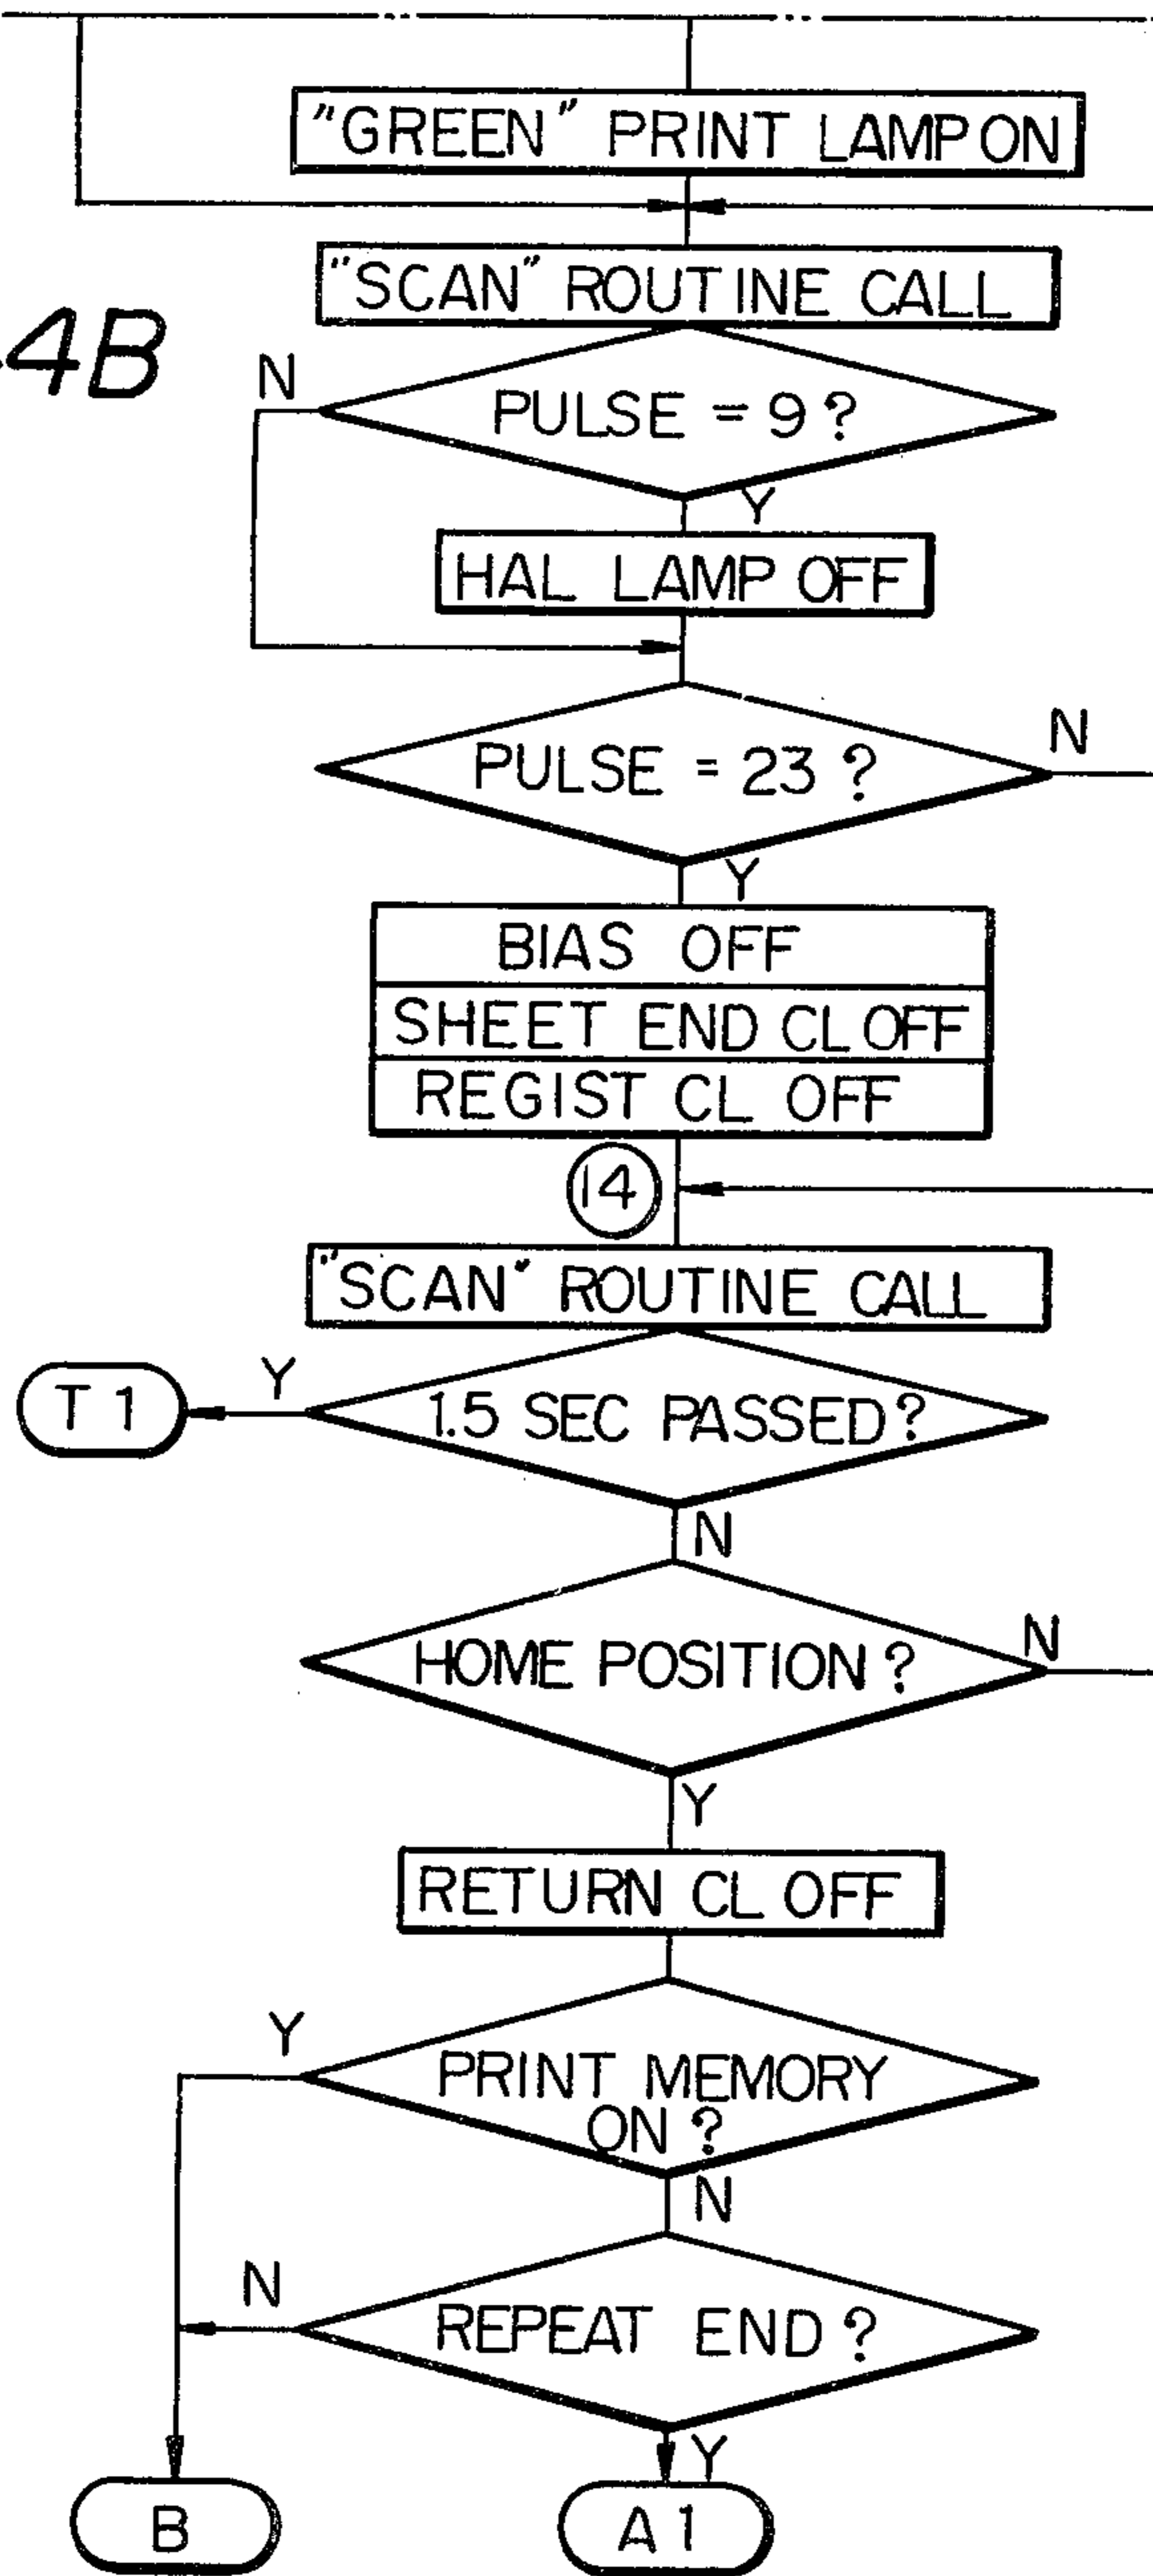 "GREEN" PRINT LAMP ON
"SCAN" ROUTINE CALL
4B
N
PULSE = 9 ?
Y
HAL LAMP OFF
PULSE = 23 ?
N
Y
BIAS OFF
SHEET END CL OFF
REGIST CL OFF
14
"SCAN" ROUTINE CALL
T 1
Y
1.5 SEC PASSED ?
N
HOME POSITION ?
N
Y
RETURN CL OFF
Y
PRINT MEMORY
ON ?
N
N
REPEAT END ?
Y
B
A 1